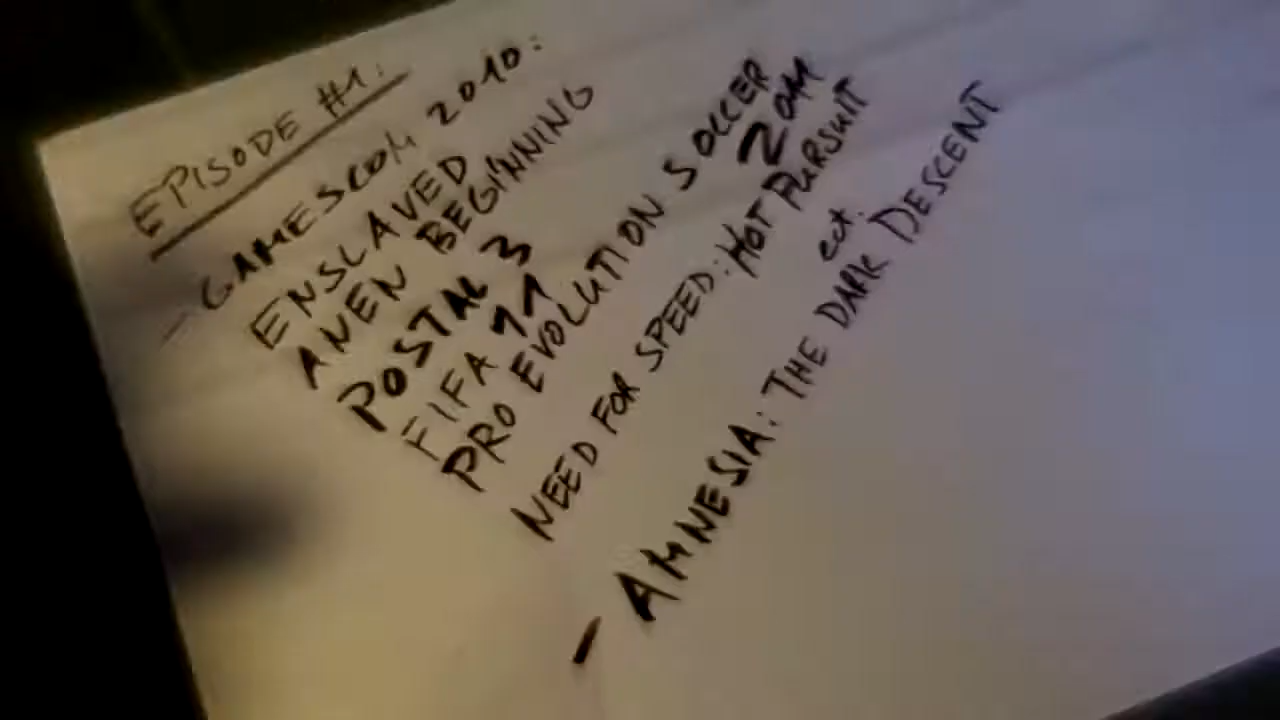 EPISODE #1:
- GAMESCOM 2010:
ENSLAVED
ANEW BEGINNING
POSTAL 3
FIFA 11
PRO EVOLUTION SOCCER
2011
NEED FOR SPEED: HOT PURSUIT
ect.
- AMNESIA: THE DARK DESCENT